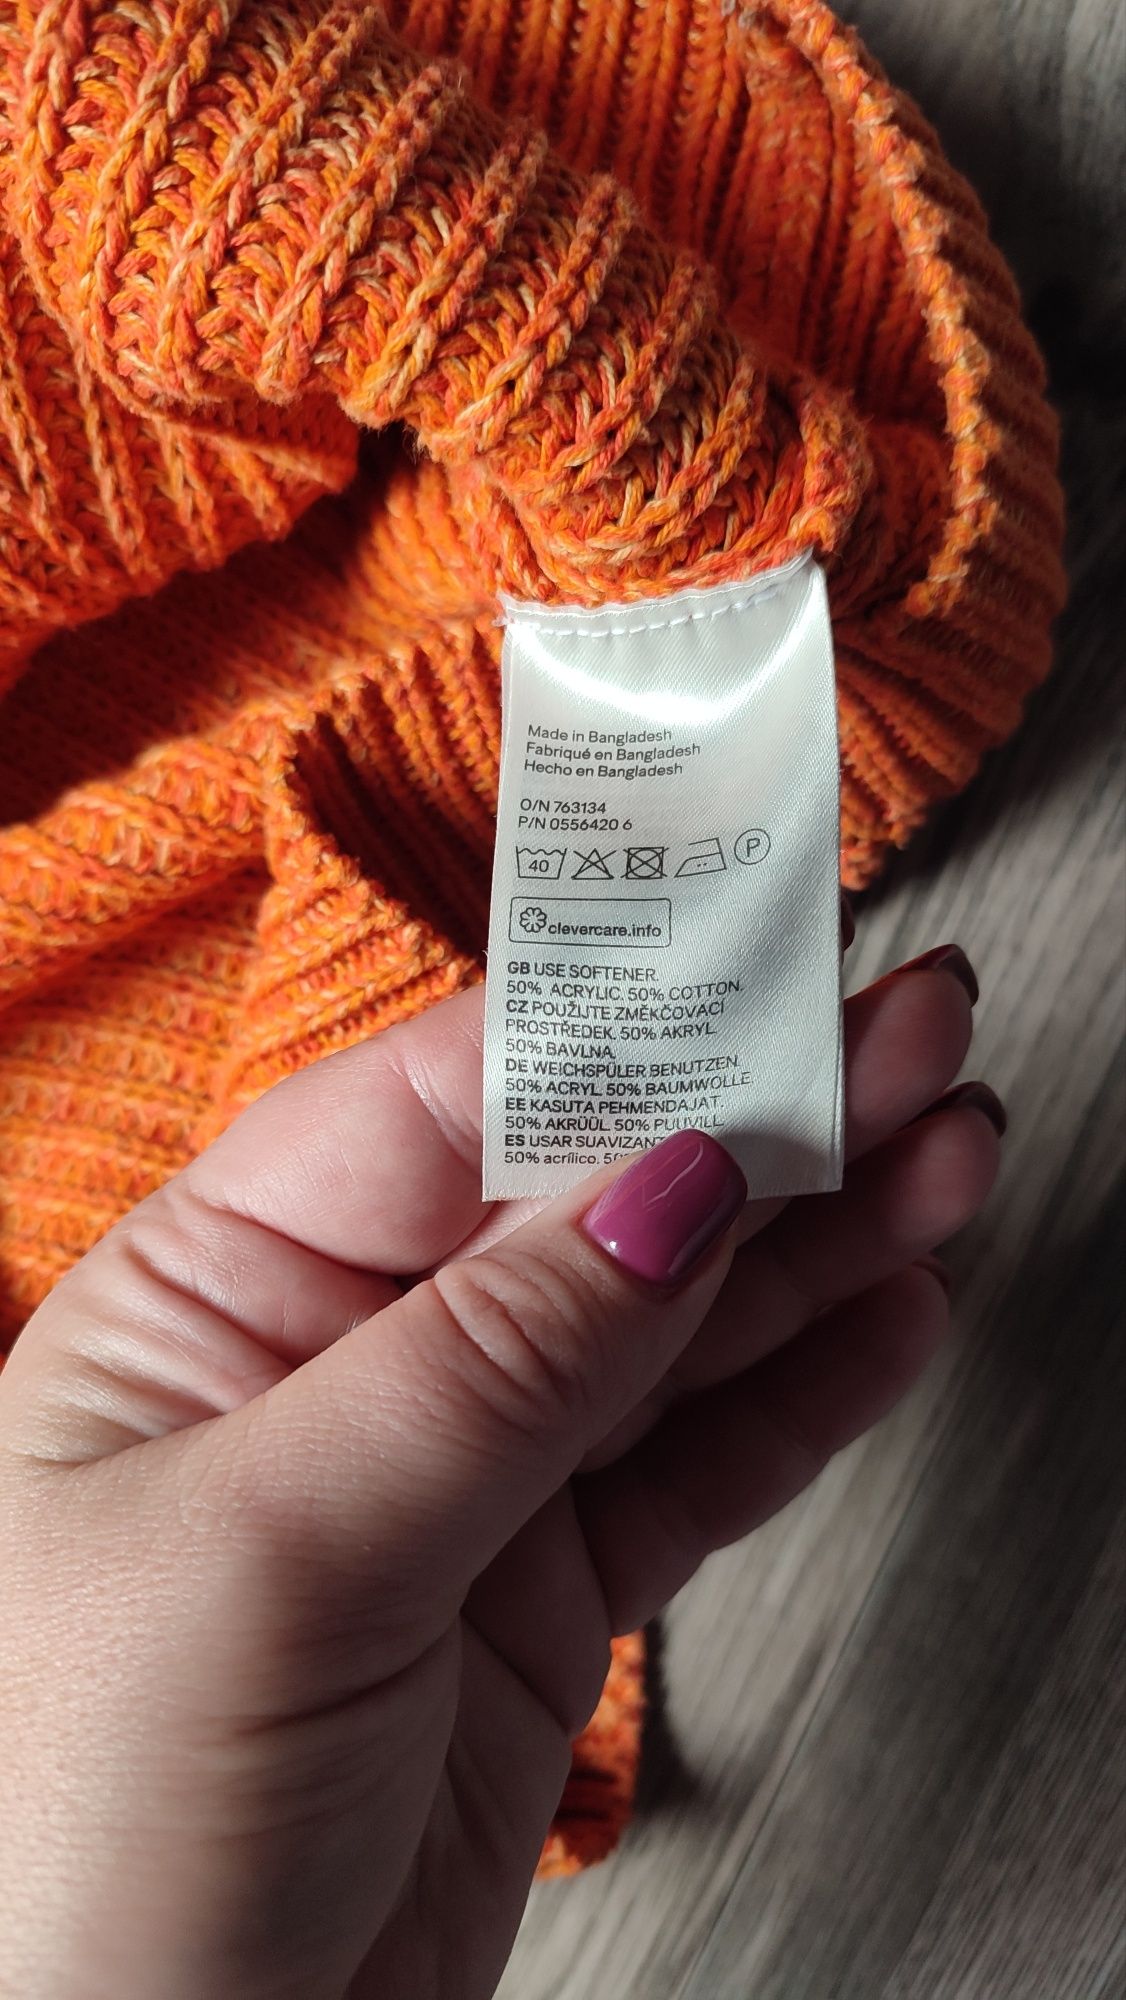 Made in Bangladesh
Fabriqué en Bangladesh
Hecho en Bangladesh
O/N 763134
P/N 0556420 6
40 P
clevercare.info
GB USE SOFTENER.
50% ACRYLIC. 50% COTTON.
CZ POUŽIJTE ZMĚKČOVACÍ
PROSTŘEDEK. 50% AKRYL.
50% BAVLNA.
DE WEICHSPÜLER BENUTZEN.
50% ACRYL. 50% BAUMWOLLE.
EE KASUTA PEHMENDAJAT.
50% AKRÜÜL. 50% PUUVILL.
ES USAR
50% acrílico.